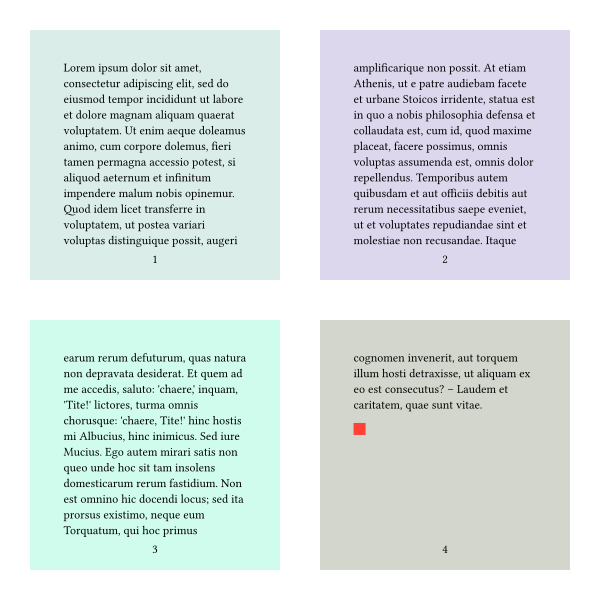 Lorem ipsum dolor sit amet,
consectetur adipiscing elit, sed do
eiusmod tempor incididunt ut labore
et dolore magnam aliquam quaerat
voluptatem. Ut enim aeque doleamus
animo, cum corpore dolemus, fieri
tamen permagna accessio potest, si
aliquod aeternum et infinitum
impendere malum nobis opinemur.
Quod idem licet transferre in
voluptatem, ut postea variari
voluptas distinguique possit, augeri
1
amplificarique non possit. At etiam
Athenis, ut e patre audiebam facete
et urbane Stoicos irridente, statua est
in quo a nobis philosophia defensa et
collaudata est, cum id, quod maxime
placeat, facere possimus, omnis
voluptas assumenda est, omnis dolor
repellendus. Temporibus autem
quibusdam et aut officiis debitis aut
rerum necessitatibus saepe eveniet,
ut et voluptates repudiandae sint et
molestiae non recusandae. Itaque
2
earum rerum defuturum, quas natura
non depravata desiderat. Et quem ad
me accedis, saluto: 'chaere,' inquam,
'Tite!' lictores, turma omnis
chorusque: 'chaere, Tite!' hinc hostis
mi Albucius, hinc inimicus. Sed iure
Mucius. Ego autem mirari satis non
queo unde hoc sit tam insolens
domesticarum rerum fastidium. Non
est omnino hic docendi locus; sed ita
prorsus existimo, neque eum
Torquatum, qui hoc primus
3
cognomen invenerit, aut torquem
illum hosti detraxisse, ut aliquam ex
eo est consecutus? – Laudem et
caritatem, quae sunt vitae.
4